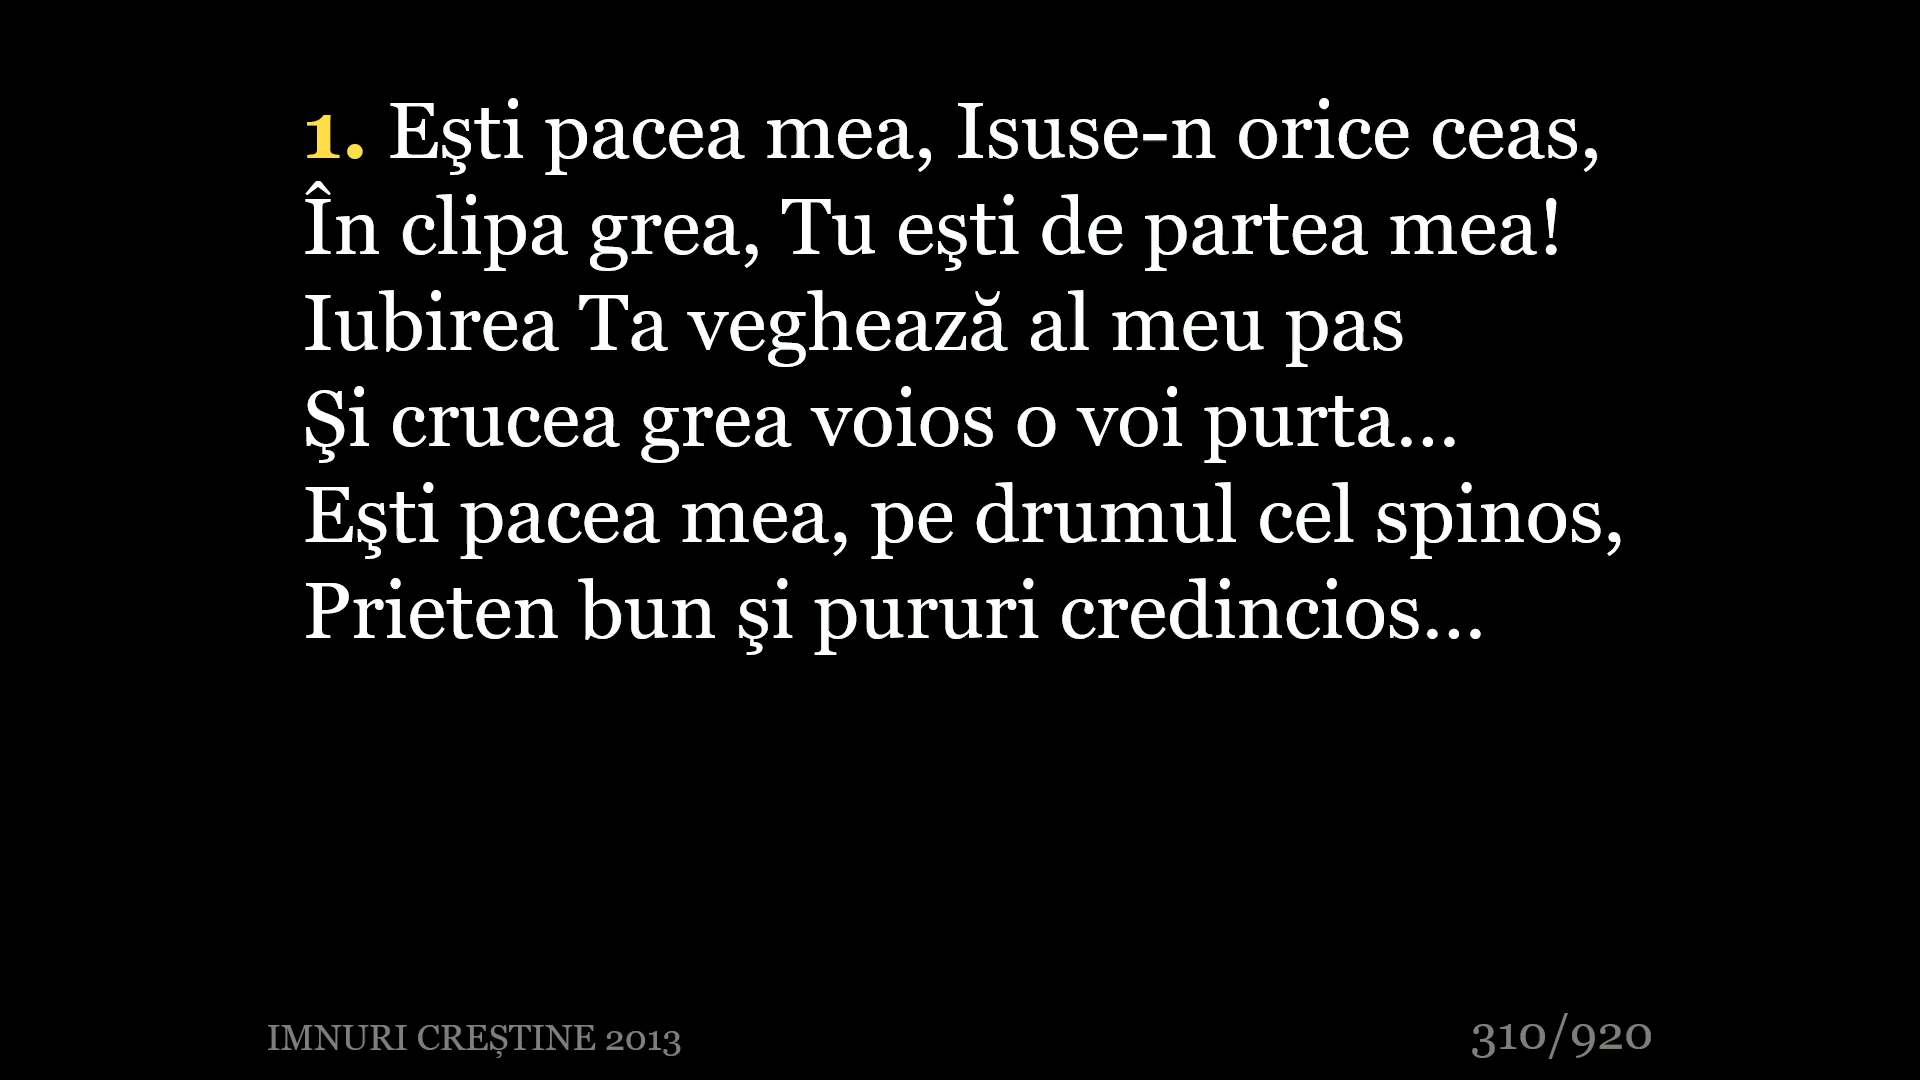 1. Eşti pacea mea, Isuse-n orice ceas,
În clipa grea, Tu eşti de partea mea!
Iubirea Ta veghează al meu pas
Şi crucea grea voios o voi purta...
Eşti pacea mea, pe drumul cel spinos,
Prieten bun şi pururi credincios...
IMNURI CREȘTINE 2013
310/920